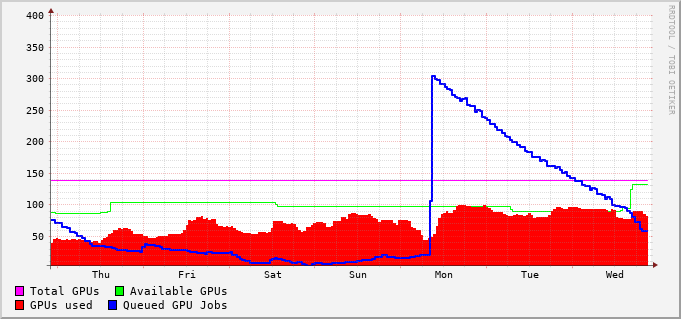 400
350
300
250
200
150
100
50
Thu Fri Sat Sun Mon Tue Wed
Total GPUs Available GPUs
GPUs used Queued GPU Jobs
RRDTOOL / TOBI OETIKER